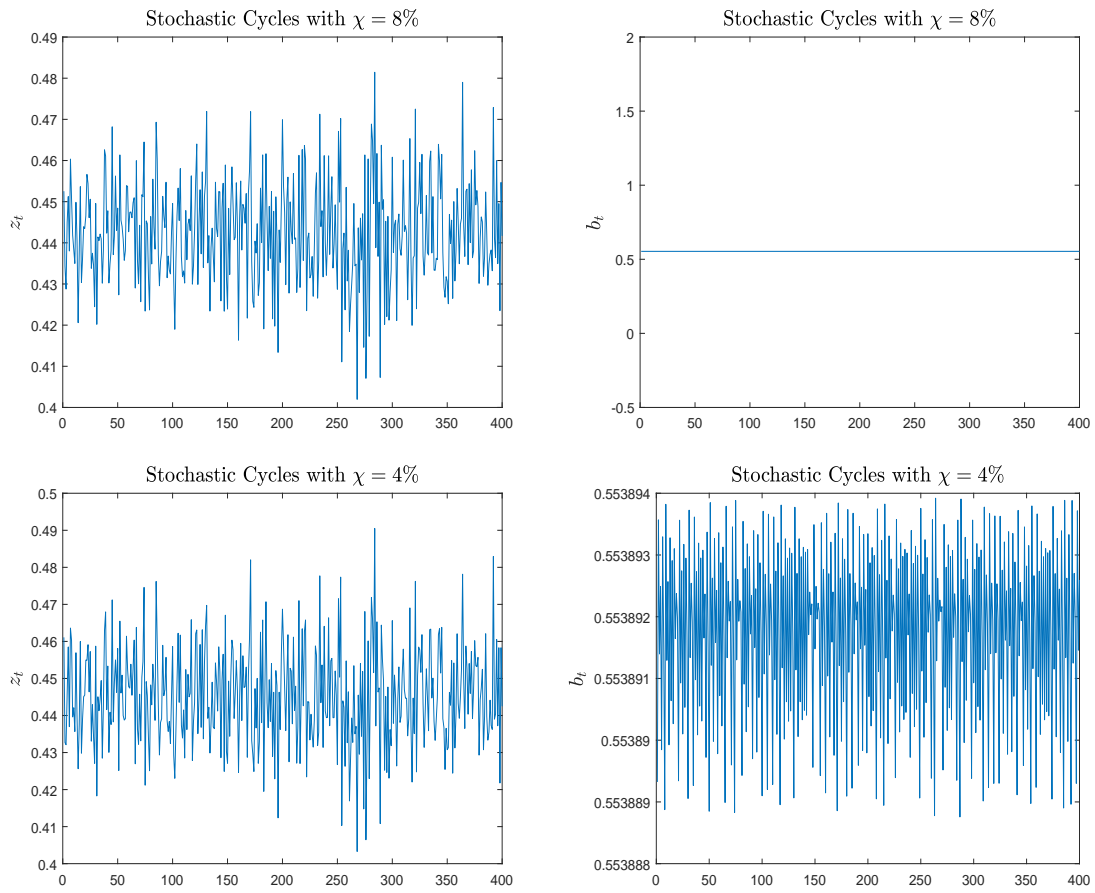 Stochastic Cycles with χ = 8%
0.49
0.48
0.47
0.46
0.45
0.44
0.43
0.42
0.41
0.4
z_t
0 50 100 150 200 250 300 350 400
Stochastic Cycles with χ = 8%
2
1.5
1
0.5
0
-0.5
b_t
0 50 100 150 200 250 300 350 400
Stochastic Cycles with χ = 4%
0.5
0.49
0.48
0.47
0.46
0.45
0.44
0.43
0.42
0.41
0.4
z_t
0 50 100 150 200 250 300 350 400
Stochastic Cycles with χ = 4%
0.553894
0.553893
0.553892
0.553891
0.55389
0.553889
0.553888
b_t
0 50 100 150 200 250 300 350 400